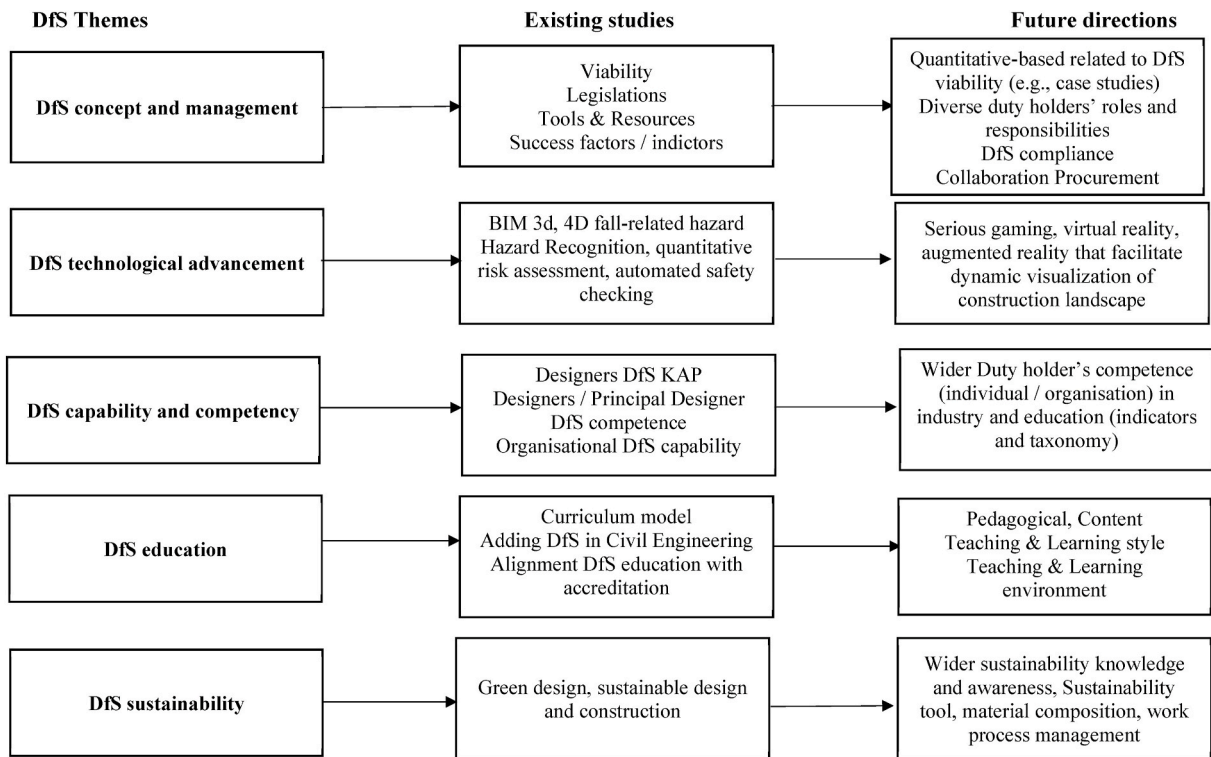 DfS Themes
Existing studies
Future directions
DfS concept and management
Viability
Legislations
Tools & Resources
Success factors / indictors
Quantitative-based related to DfS
viability (e.g., case studies)
Diverse duty holders' roles and
responsibilities
DfS compliance
Collaboration Procurement
DfS technological advancement
BIM 3d, 4D fall-related hazard
Hazard Recognition, quantitative
risk assessment, automated safety
checking
Serious gaming, virtual reality,
augmented reality that facilitate
dynamic visualization of
construction landscape
DfS capability and competency
Designers DfS KAP
Designers / Principal Designer
DfS competence
Organisational DfS capability
Wider Duty holder's competence
(individual / organisation) in
industry and education (indicators
and taxonomy)
DfS education
Curriculum model
Adding DfS in Civil Engineering
Alignment DfS education with
accreditation
Pedagogical, Content
Teaching & Learning style
Teaching & Learning
environment
DfS sustainability
Green design, sustainable design
and construction
Wider sustainability knowledge
and awareness, Sustainability
tool, material composition, work
process management